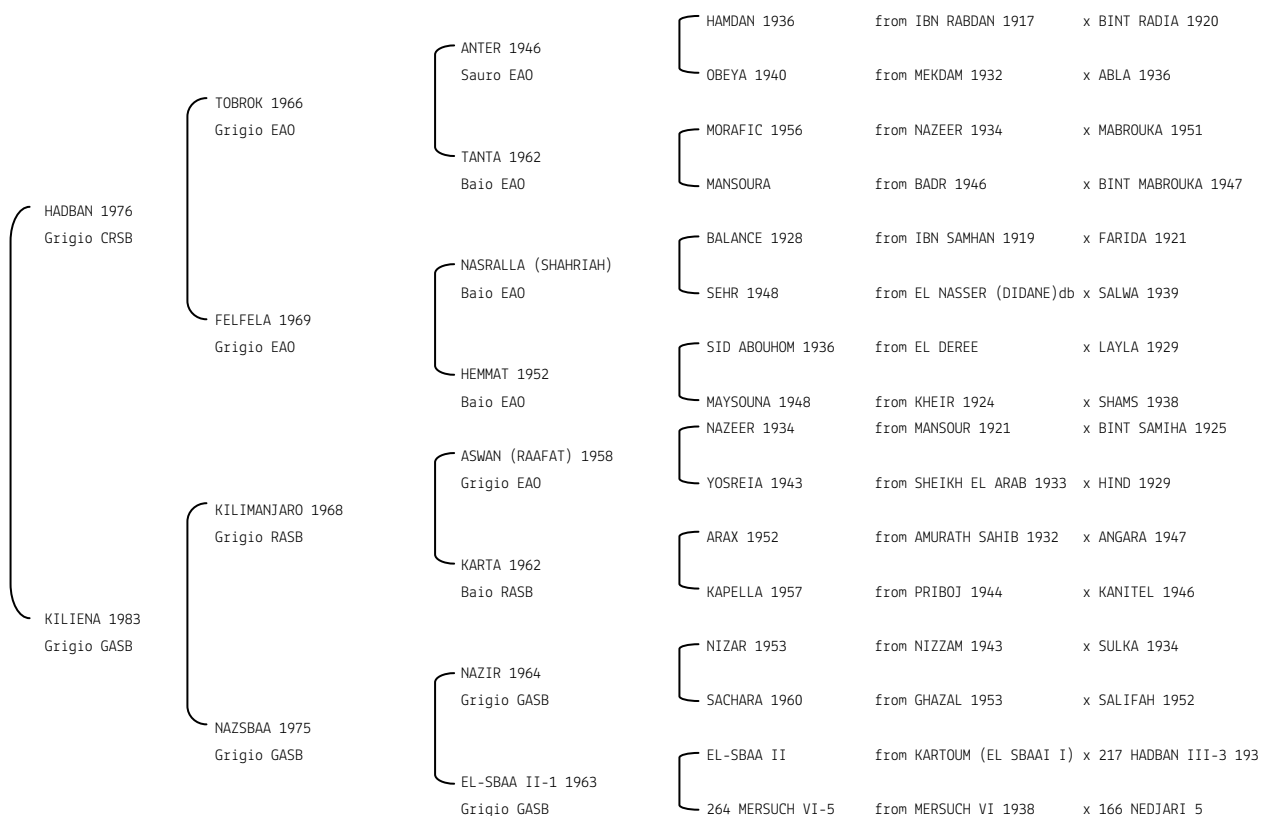 HAMDAN 1936 from IBN RABDAN 1917 x BINT RADIA 1920
ANTER 1946
Sauro EAO OBEYA 1940 from MEKDAM 1932 x ABLA 1936
TOBROK 1966
Grigio EAO MORAFIC 1956 from NAZEER 1934 x MABROUKA 1951
TANTA 1962
Baio EAO MANSOURA from BADR 1946 x BINT MABROUKA 1947
HADBAN 1976
Grigio CRSB BALANCE 1928 from IBN SAMHAN 1919 x FARIDA 1921
NASRALLA (SHAHRIAH)
Baio EAO SEHR 1948 from EL NASSER (DIDANE)db x SALWA 1939
FELFELA 1969
Grigio EAO SID ABOUHOM 1936 from EL DEREE x LAYLA 1929
HEMMAT 1952
Baio EAO MAYSOUNA 1948 from KHEIR 1924 x SHAMS 1938
NAZEER 1934 from MANSOUR 1921 x BINT SAMIHA 1925
ASWAN (RAAFAT) 1958
Grigio EAO YOSREIA 1943 from SHEIKH EL ARAB 1933 x HIND 1929
KILIMANJARO 1968
Grigio RASB ARAX 1952 from AMURATH SAHIB 1932 x ANGARA 1947
KARTA 1962
Baio RASB KAPELLA 1957 from PRIBOJ 1944 x KANITEL 1946
KILIENA 1983
Grigio GASB NIZAR 1953 from NIZZAM 1943 x SULKA 1934
NAZIR 1964
Grigio GASB SACHARA 1960 from GHAZAL 1953 x SALIFAH 1952
NAZSBAA 1975
Grigio GASB EL-SBAA II from KARTOUM (EL SBAAI I) x 217 HADBAN III-3 193
EL-SBAA II-1 1963
Grigio GASB 264 MERSUCH VI-5 from MERSUCH VI 1938 x 166 NEDJARI 5